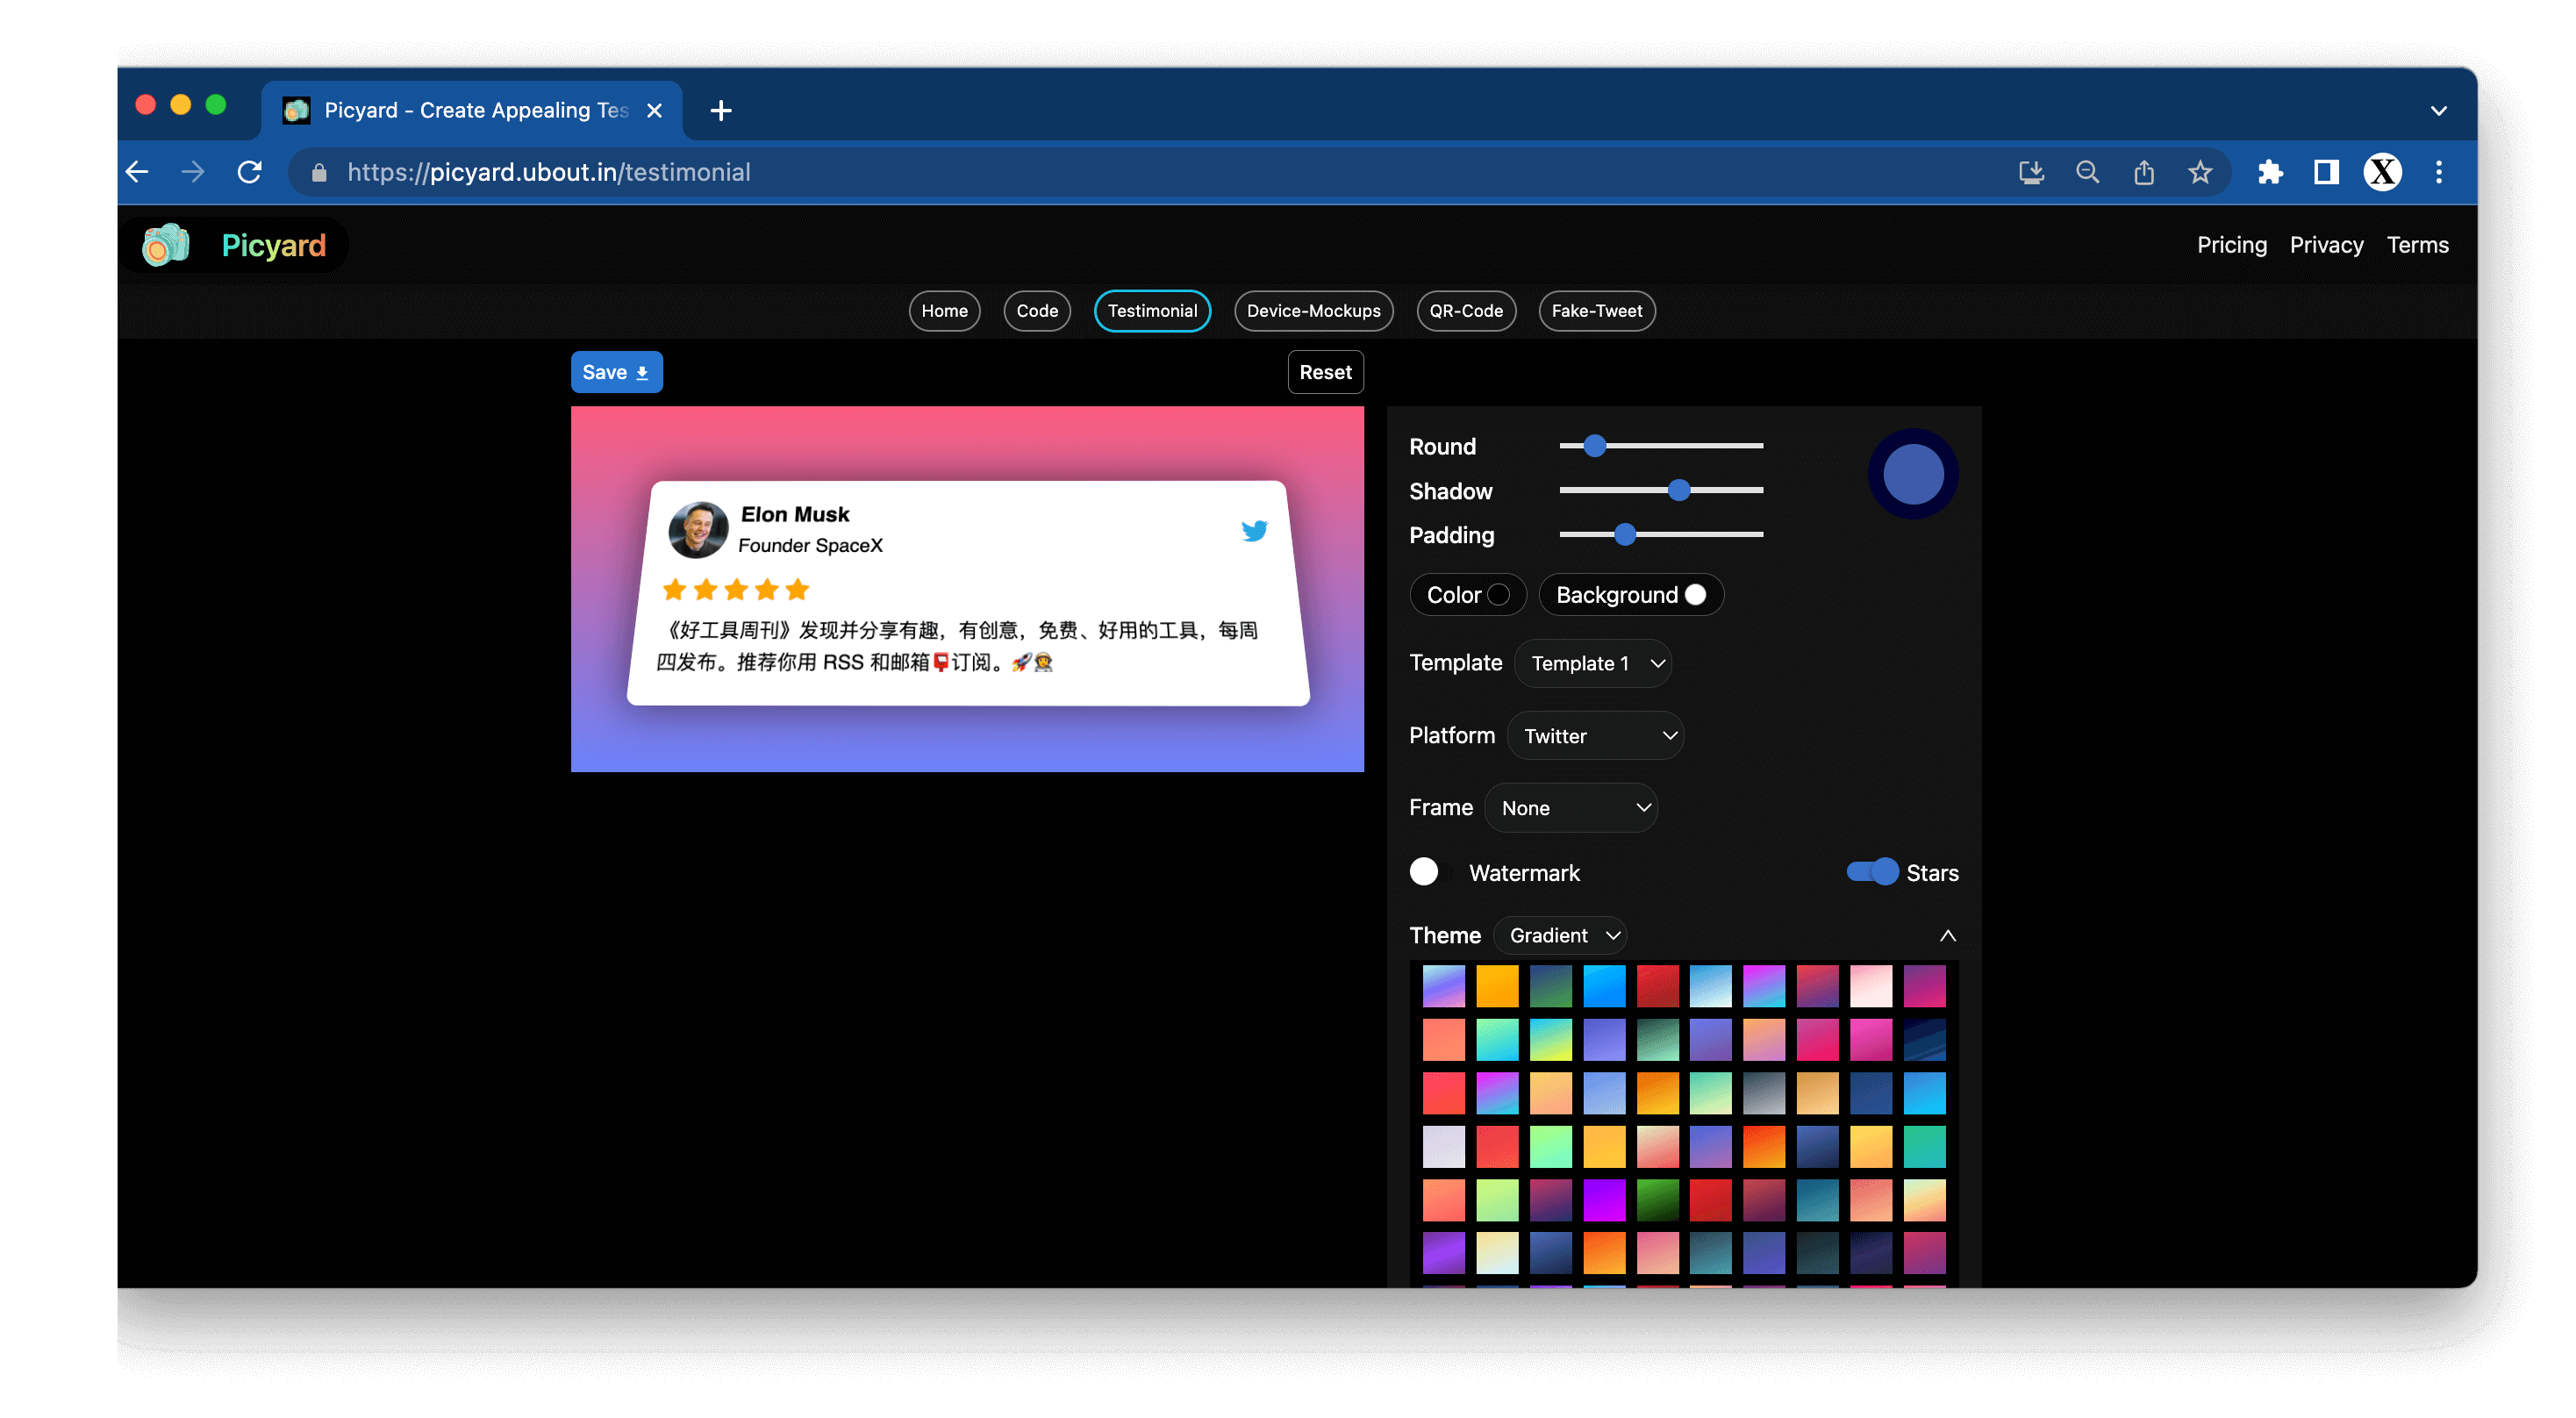 Picyard - Create Appealing Tes
https://picyard.ubout.in/testimonial
X
Picyard
Pricing Privacy Terms
Home Code Testimonial Device-Mockups QR-Code Fake-Tweet
Save
Reset
Elon Musk
Founder SpaceX
《好工具周刊》发现并分享有趣，有创意，免费、好用的工具，每周
四发布。推荐你用 RSS 和邮箱📮订阅。🚀👩‍🚀
Round
Shadow
Padding
Color
Background
Template Template 1
Platform Twitter
Frame None
Watermark
Stars
Theme Gradient